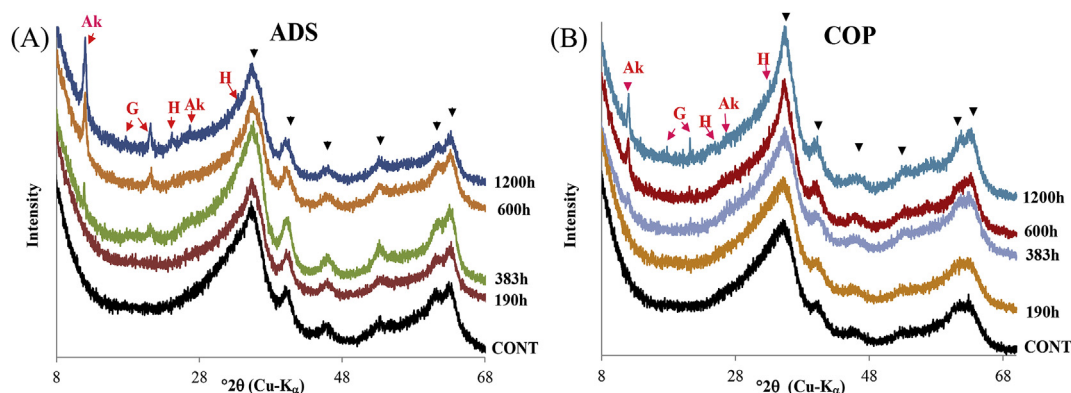 (A) ADS
Ak
G H Ak H
1200h
600h
383h
190h
CONT
Intensity
8 28 48 68
°2θ (Cu-Kα)
(B) COP
Ak
G H Ak H
1200h
600h
383h
190h
CONT
Intensity
8 28 48 68
°2θ (Cu-Kα)